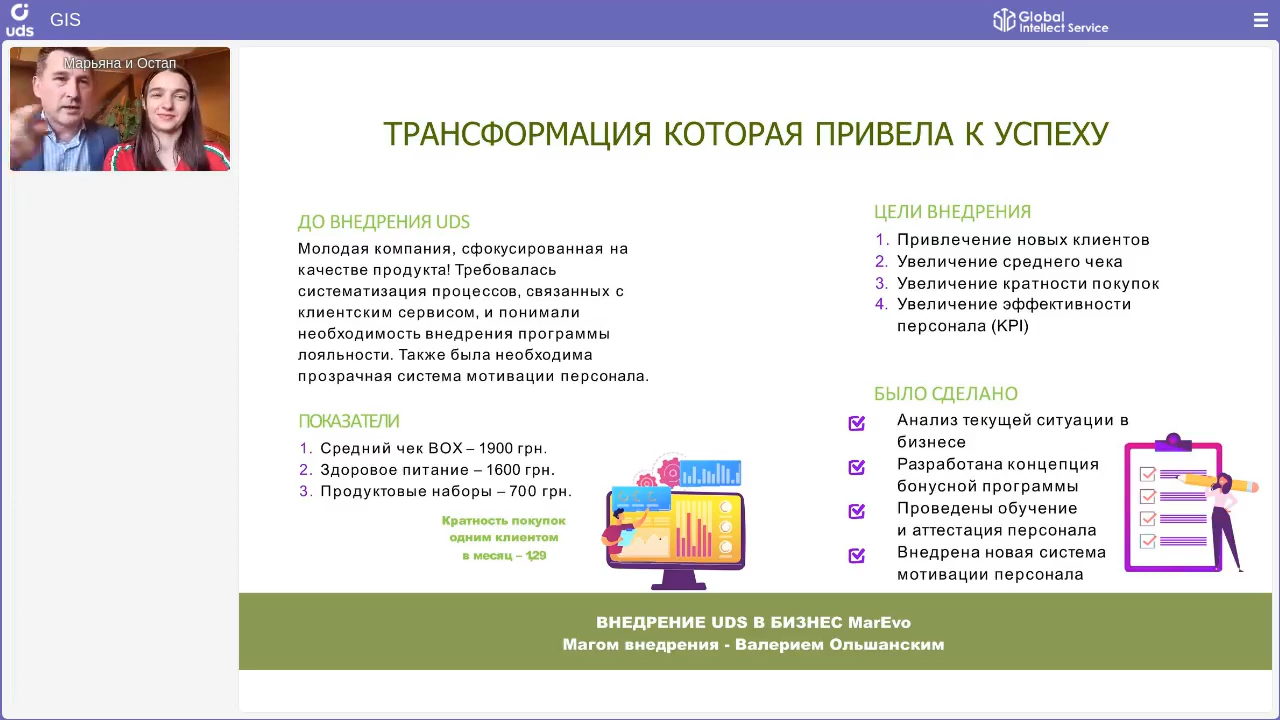 uds
GIS
Global
Intellect Service
Марьяна и Остап
ТРАНСФОРМАЦИЯ КОТОРАЯ ПРИВЕЛА К УСПЕХУ
ДО ВНЕДРЕНИЯ UDS
Молодая компания, сфокусированная на
качестве продукта! Требовалась
систематизация процессов, связанных с
клиентским сервисом, и понимали
необходимость внедрения программы
лояльности. Также была необходима
прозрачная система мотивации персонала.
ПОКАЗАТЕЛИ
1. Средний чек BOX – 1900 грн.
2. Здоровое питание – 1600 грн.
3. Продуктовые наборы – 700 грн.
Кратность покупок
одним клиентом
в месяц – 1,29
ЦЕЛИ ВНЕДРЕНИЯ
1. Привлечение новых клиентов
2. Увеличение среднего чека
3. Увеличение кратности покупок
4. Увеличение эффективности
персонала (KPI)
БЫЛО СДЕЛАНО
Анализ текущей ситуации в
бизнесе
Разработана концепция
бонусной программы
Проведены обучение
и аттестация персонала
Внедрена новая система
мотивации персонала
ВНЕДРЕНИЕ UDS В БИЗНЕС MarEvo
Магом внедрения - Валерием Ольшанским